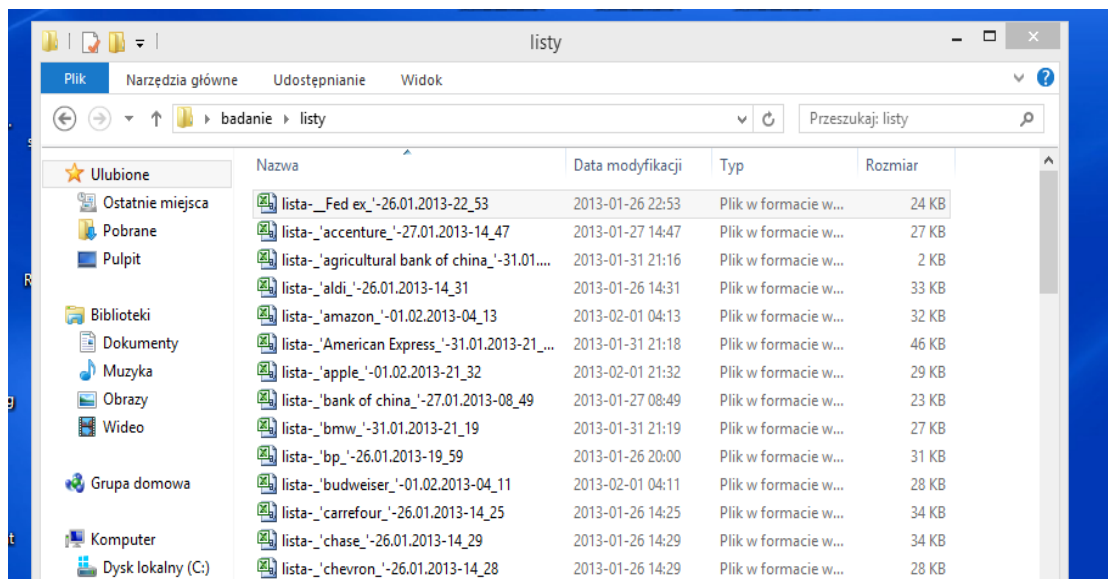 listy
Plik Narzędzia główne Udostępnianie Widok
badanie listy Przeszukaj: listy
Nazwa Data modyfikacji Typ Rozmiar
Ulubione
Ostatnie miejsca
Pobrane
Pulpit
Biblioteki
Dokumenty
Muzyka
Obrazy
Wideo
Grupa domowa
Komputer
Dysk lokalny (C:)
lista-__Fed ex_'-26.01.2013-22_53 2013-01-26 22:53 Plik w formacie w... 24 KB
lista-_'accenture_'-27.01.2013-14_47 2013-01-27 14:47 Plik w formacie w... 27 KB
lista-_'agricultural bank of china_'-31.01.... 2013-01-31 21:16 Plik w formacie w... 2 KB
lista-_'aldi_'-26.01.2013-14_31 2013-01-26 14:31 Plik w formacie w... 33 KB
lista-_'amazon_'-01.02.2013-04_13 2013-02-01 04:13 Plik w formacie w... 32 KB
lista-_'American Express_'-31.01.2013-21_... 2013-01-31 21:18 Plik w formacie w... 46 KB
lista-_'apple_'-01.02.2013-21_32 2013-02-01 21:32 Plik w formacie w... 29 KB
lista-_'bank of china_'-27.01.2013-08_49 2013-01-27 08:49 Plik w formacie w... 23 KB
lista-_'bmw_'-31.01.2013-21_19 2013-01-31 21:19 Plik w formacie w... 27 KB
lista-_'bp_'-26.01.2013-19_59 2013-01-26 20:00 Plik w formacie w... 31 KB
lista-_'budweiser_'-01.02.2013-04_11 2013-02-01 04:11 Plik w formacie w... 28 KB
lista-_'carrefour_'-26.01.2013-14_25 2013-01-26 14:25 Plik w formacie w... 34 KB
lista-_'chase_'-26.01.2013-14_29 2013-01-26 14:29 Plik w formacie w... 34 KB
lista-_'chevron_'-26.01.2013-14_28 2013-01-26 14:29 Plik w formacie w... 28 KB